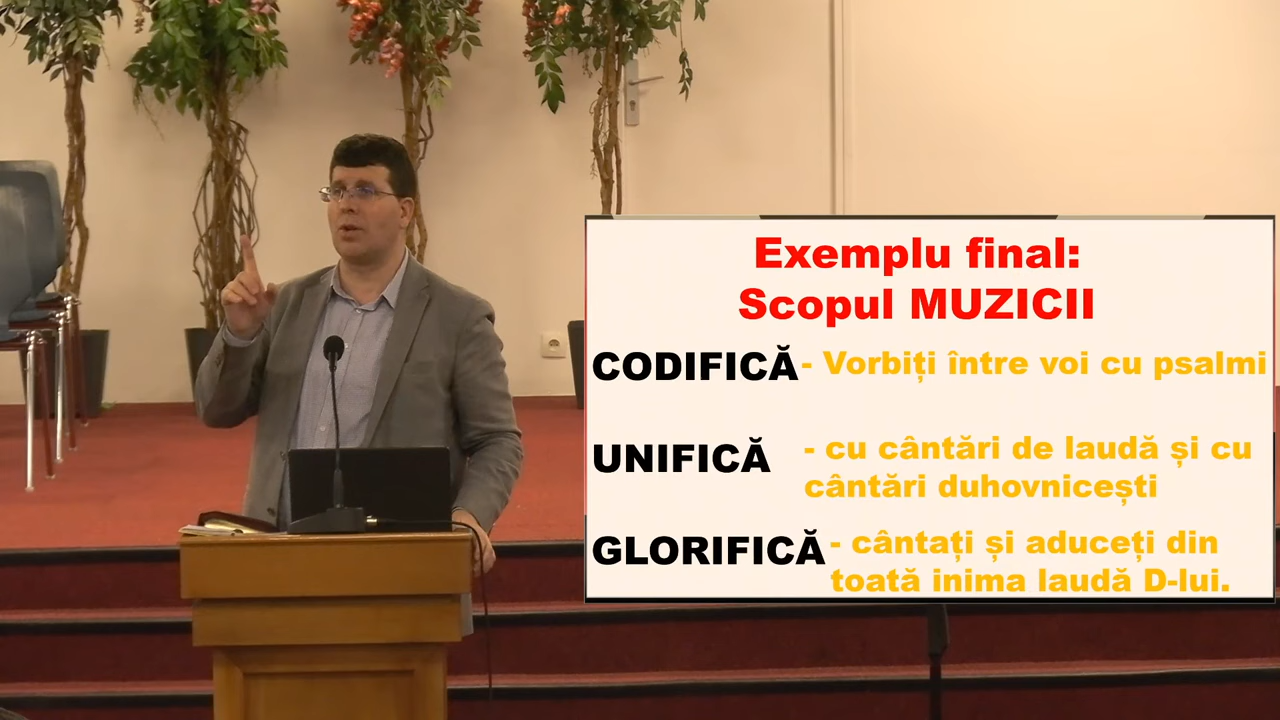 Exemplu final:
Scopul MUZICII
CODIFICĂ - Vorbiți între voi cu psalmi
UNIFICĂ - cu cântări de laudă și cu
cântări duhovnicești
GLORIFICĂ - cântați și aduceți din
toată inima laudă D-lui.